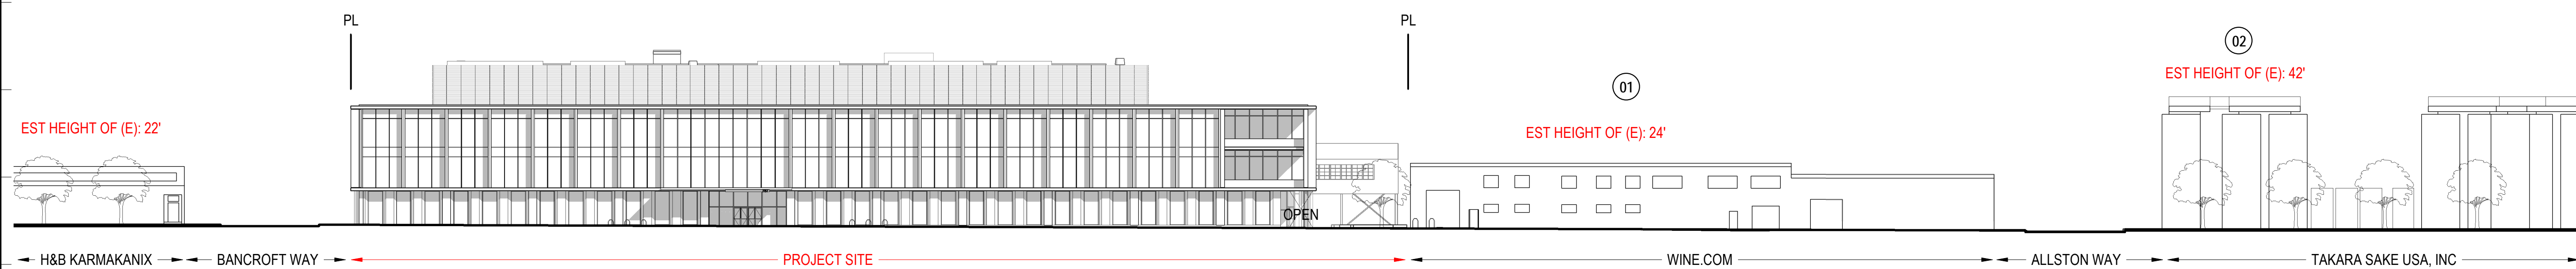 PL
PL
02
EST HEIGHT OF (E): 42'
01
EST HEIGHT OF (E): 22'
EST HEIGHT OF (E): 24'
OPEN
H&B KARMAKANIX
BANCROFT WAY
PROJECT SITE
WINE.COM
ALLSTON WAY
TAKARA SAKE USA, INC